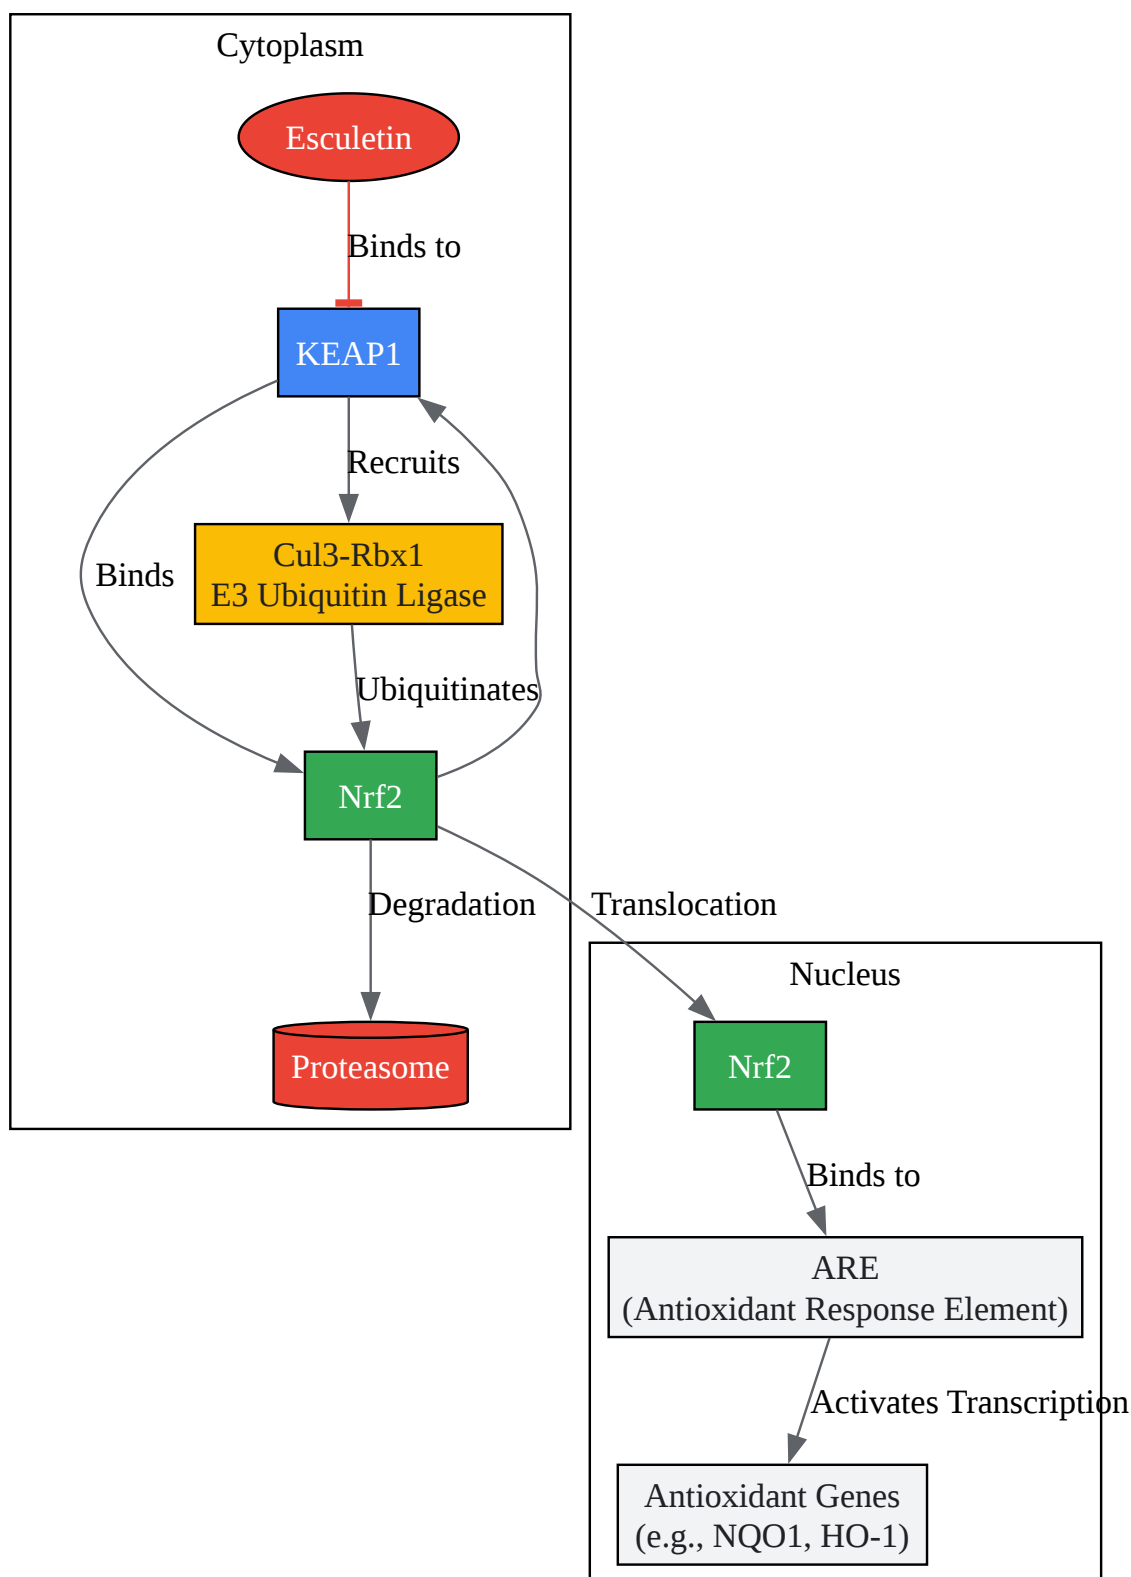 Cytoplasm
Esculetin
Binds to
KEAP1
Recruits
Cul3-Rbx1
E3 Ubiquitin Ligase
Binds
Ubiquitinates
Nrf2
Degradation
Translocation
Proteasome
Nucleus
Nrf2
Binds to
ARE
(Antioxidant Response Element)
Activates Transcription
Antioxidant Genes
(e.g., NQO1, HO-1)